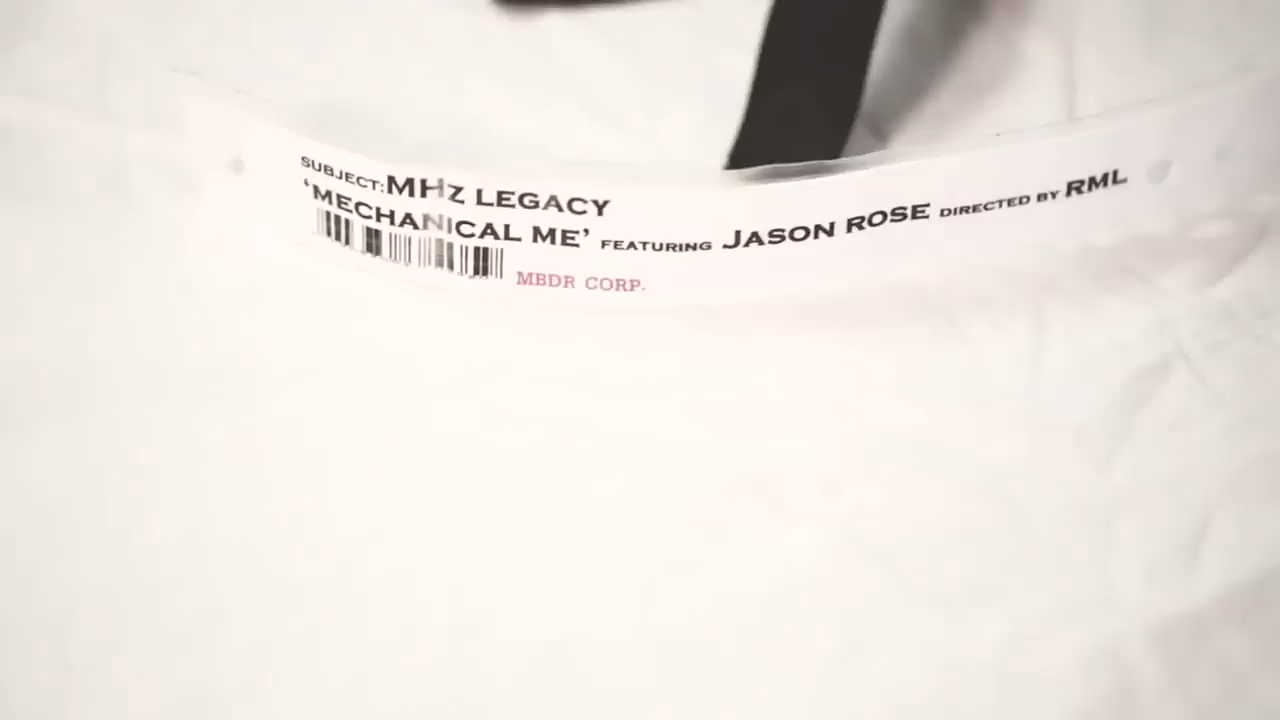 SUBJECT:MHz LEGACY
'MECHANICAL ME' FEATURING JASON ROSE DIRECTED BY RML
MBDR CORP.